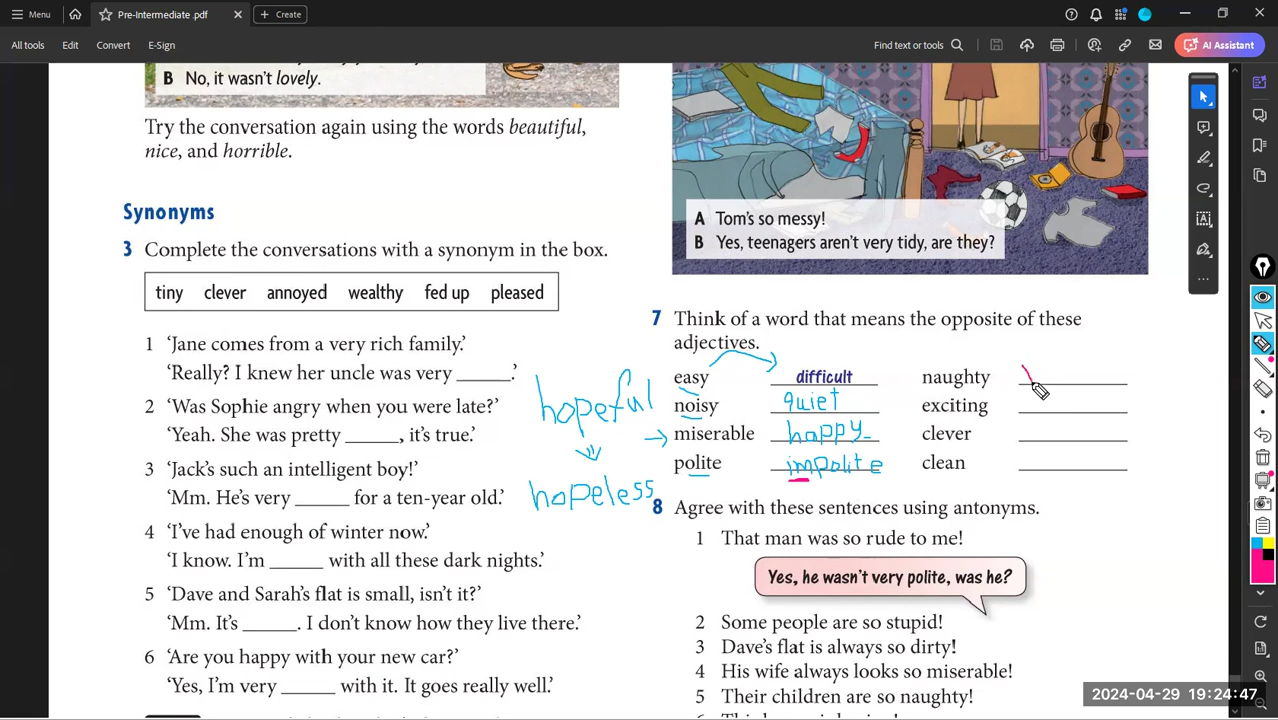 Menu
Pre-Intermediate .pdf
Create
All tools
Edit
Convert
E-Sign
Find text or tools
AI Assistant
B No, it wasn't lovely.
Try the conversation again using the words beautiful,
nice, and horrible.
Synonyms
3 Complete the conversations with a synonym in the box.
tiny clever annoyed wealthy fed up pleased
1 'Jane comes from a very rich family.'
'Really? I knew her uncle was very ______.'
2 'Was Sophie angry when you were late?'
'Yeah. She was pretty ______, it's true.'
3 'Jack's such an intelligent boy!'
'Mm. He's very ______ for a ten-year old.'
4 'I've had enough of winter now.'
'I know. I'm ______ with all these dark nights.'
5 'Dave and Sarah's flat is small, isn't it?'
'Mm. It's ______. I don't know how they live there.'
6 'Are you happy with your new car?'
'Yes, I'm very ______ with it. It goes really well.'
hopeful
hopeless
A Tom's so messy!
B Yes, teenagers aren't very tidy, are they?
7 Think of a word that means the opposite of these
adjectives.
easy difficult naughty
noisy quiet exciting
miserable happy clever
polite impolite clean
8 Agree with these sentences using antonyms.
1 That man was so rude to me!
Yes, he wasn't very polite, was he?
2 Some people are so stupid!
3 Dave's flat is always so dirty!
4 His wife always looks so miserable!
5 Their children are so naughty!
2024-04-29 19:24:47